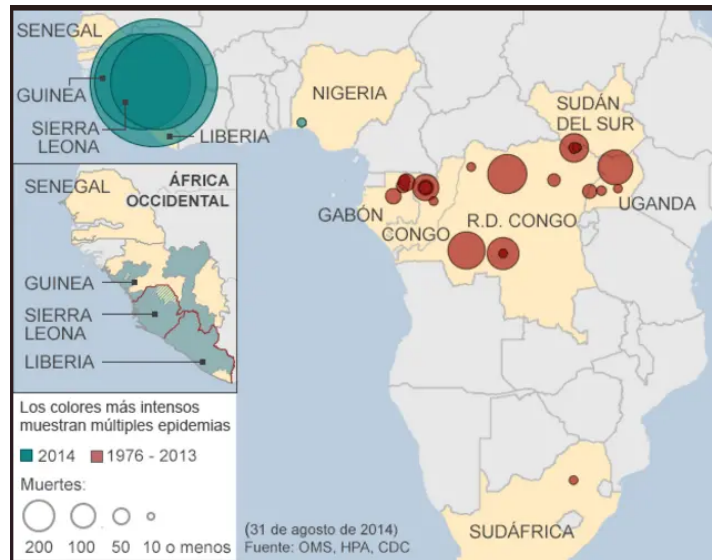 SENEGAL
GUINEA
SIERRA
LEONA
LIBERIA
NIGERIA
SUDÁN
DEL SUR
GABÓN
CONGO
R.D. CONGO
UGANDA
SENEGAL
ÁFRICA
OCCIDENTAL
GUINEA
SIERRA
LEONA
LIBERIA
Los colores más intensos
muestran múltiples epidemias
2014 1976 - 2013
Muertes:
200 100 50 10 o menos
(31 de agosto de 2014)
Fuente: OMS, HPA, CDC
SUDÁFRICA